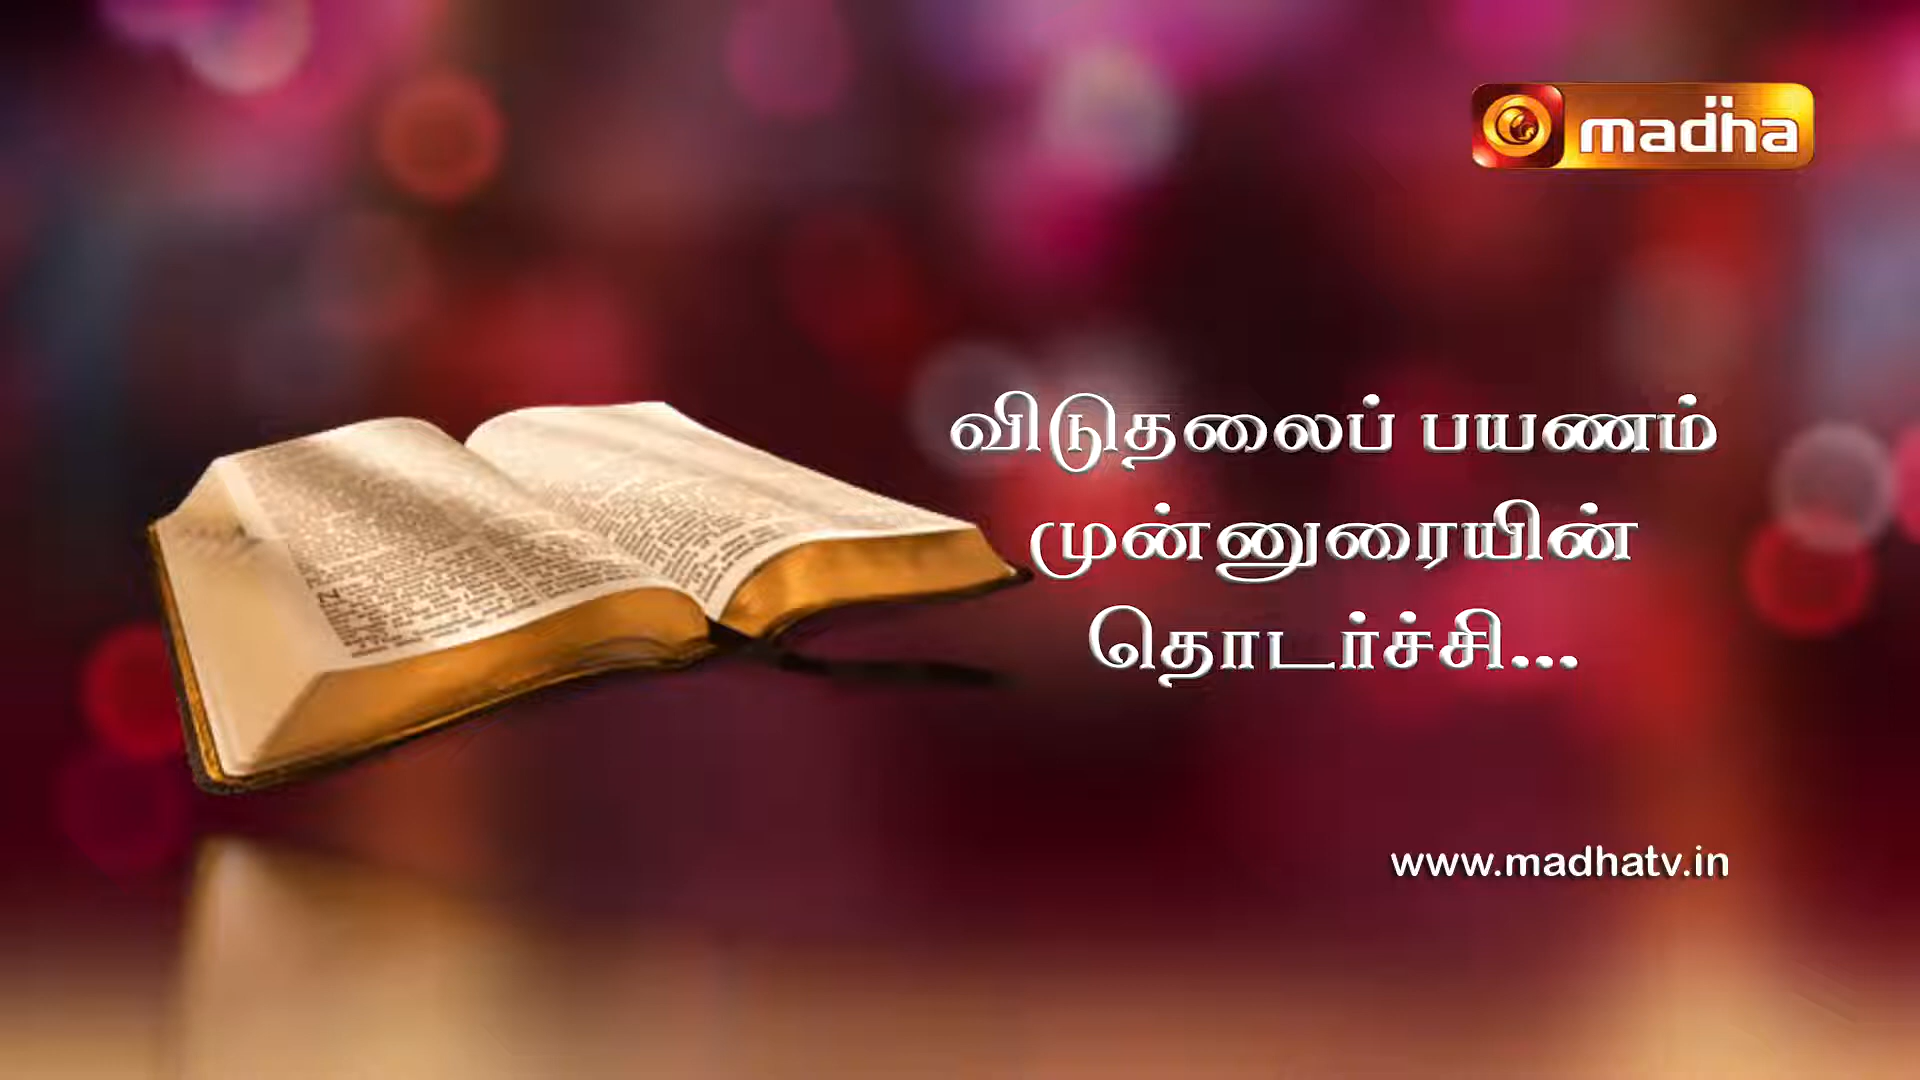 madha
விடுதலைப் பயணம்
முன்னுரையின்
தொடர்ச்சி...
www.madhatv.in